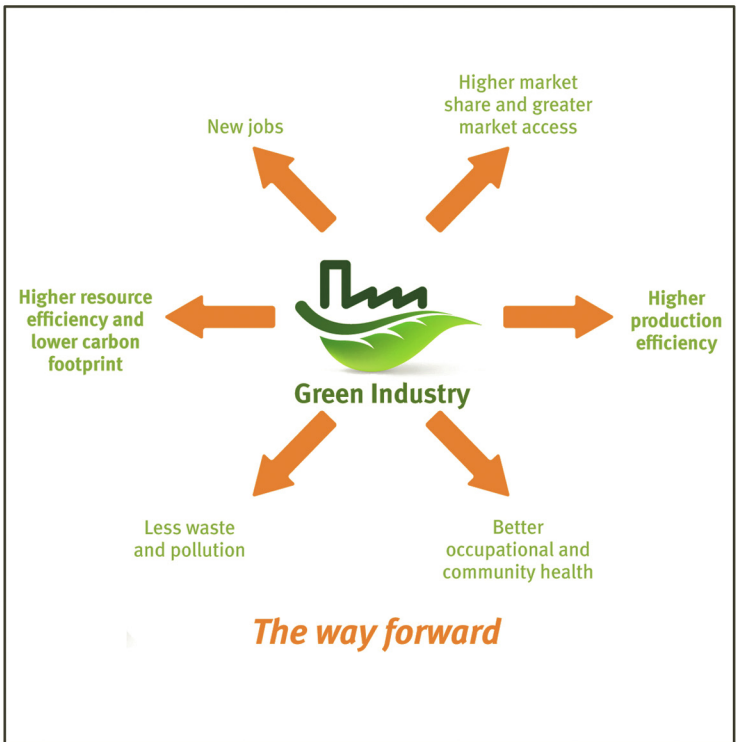 New jobs
Higher market
share and greater
market access
Higher resource
efficiency and
lower carbon
footprint
Higher
production
efficiency
Green Industry
Less waste
and pollution
Better
occupational and
community health
The way forward